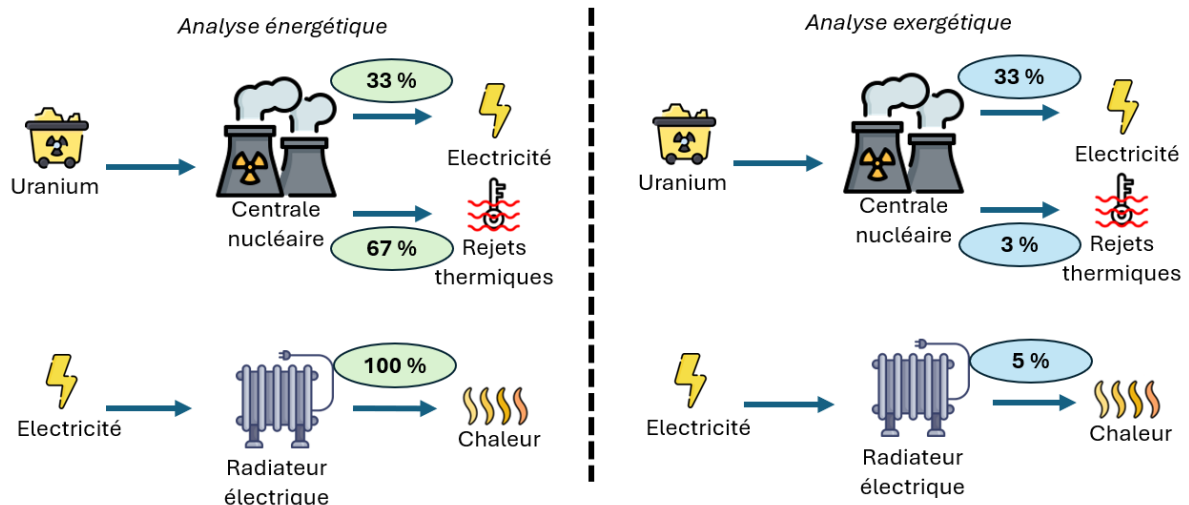 Analyse énergétique
33 %
Uranium
Electricité
Centrale
nucléaire
67 %
Rejets
thermiques
Electricité
100 %
Chaleur
Radiateur
électrique
Analyse exergétique
33 %
Uranium
Electricité
Centrale
nucléaire
3 %
Rejets
thermiques
Electricité
5 %
Chaleur
Radiateur
électrique